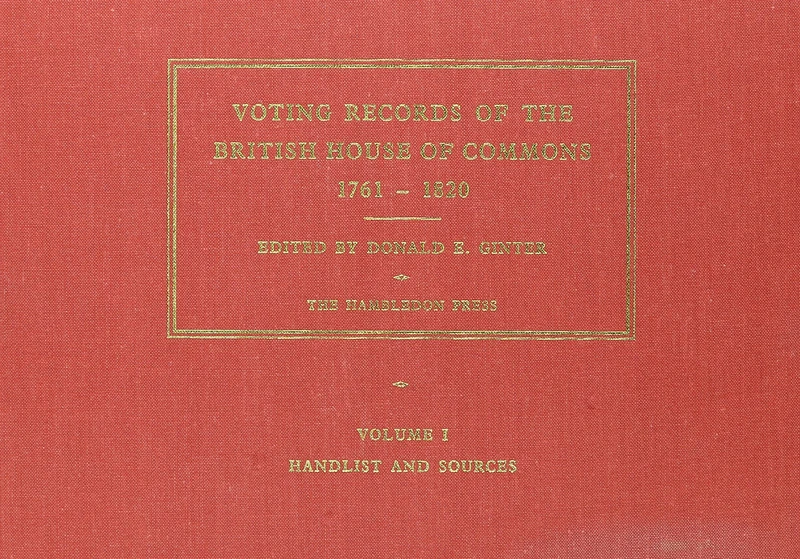 VOTING RECORDS OF THE
BRITISH HOUSE OF COMMONS
1761 – 1820
EDITED BY DONALD E. GINTER
THE HAMBLEDON PRESS
VOLUME I
HANDLIST AND SOURCES